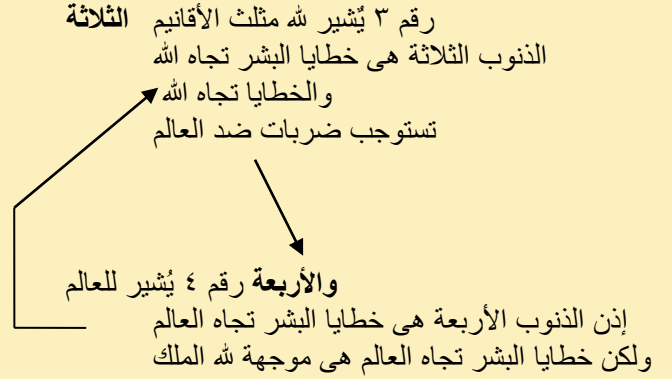 الثلاثة رقم ٣ يُشير لله مثلث الأقانيم
الذنوب الثلاثة هى خطايا البشر تجاه الله
والخطايا تجاه الله
تستوجب ضربات ضد العالم
والأربعة رقم ٤ يُشير للعالم
إذن الذنوب الأربعة هى خطايا البشر تجاه العالم
ولكن خطايا البشر تجاه العالم هى موجهة لله الملك